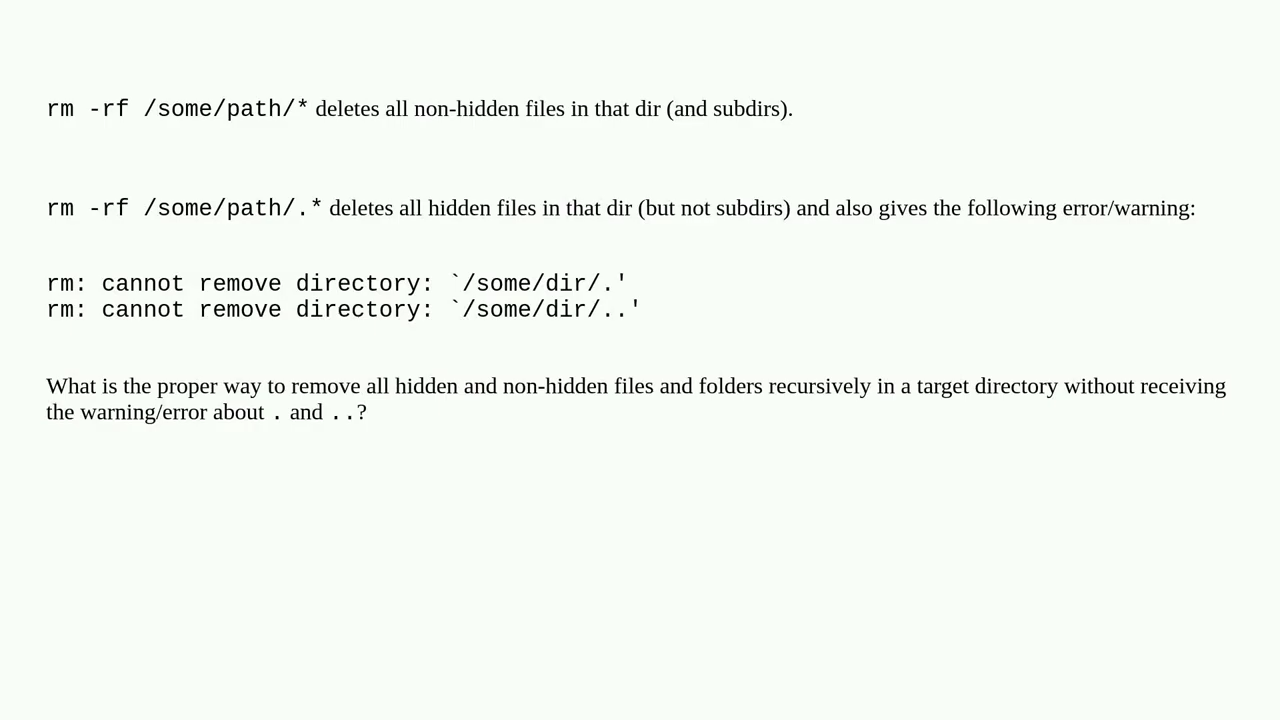 rm -rf /some/path/* deletes all non-hidden files in that dir (and subdirs).
rm -rf /some/path/.* deletes all hidden files in that dir (but not subdirs) and also gives the following error/warning:
rm: cannot remove directory: `/some/dir/.'
rm: cannot remove directory: `/some/dir/..'
What is the proper way to remove all hidden and non-hidden files and folders recursively in a target directory without receiving
the warning/error about . and ..?